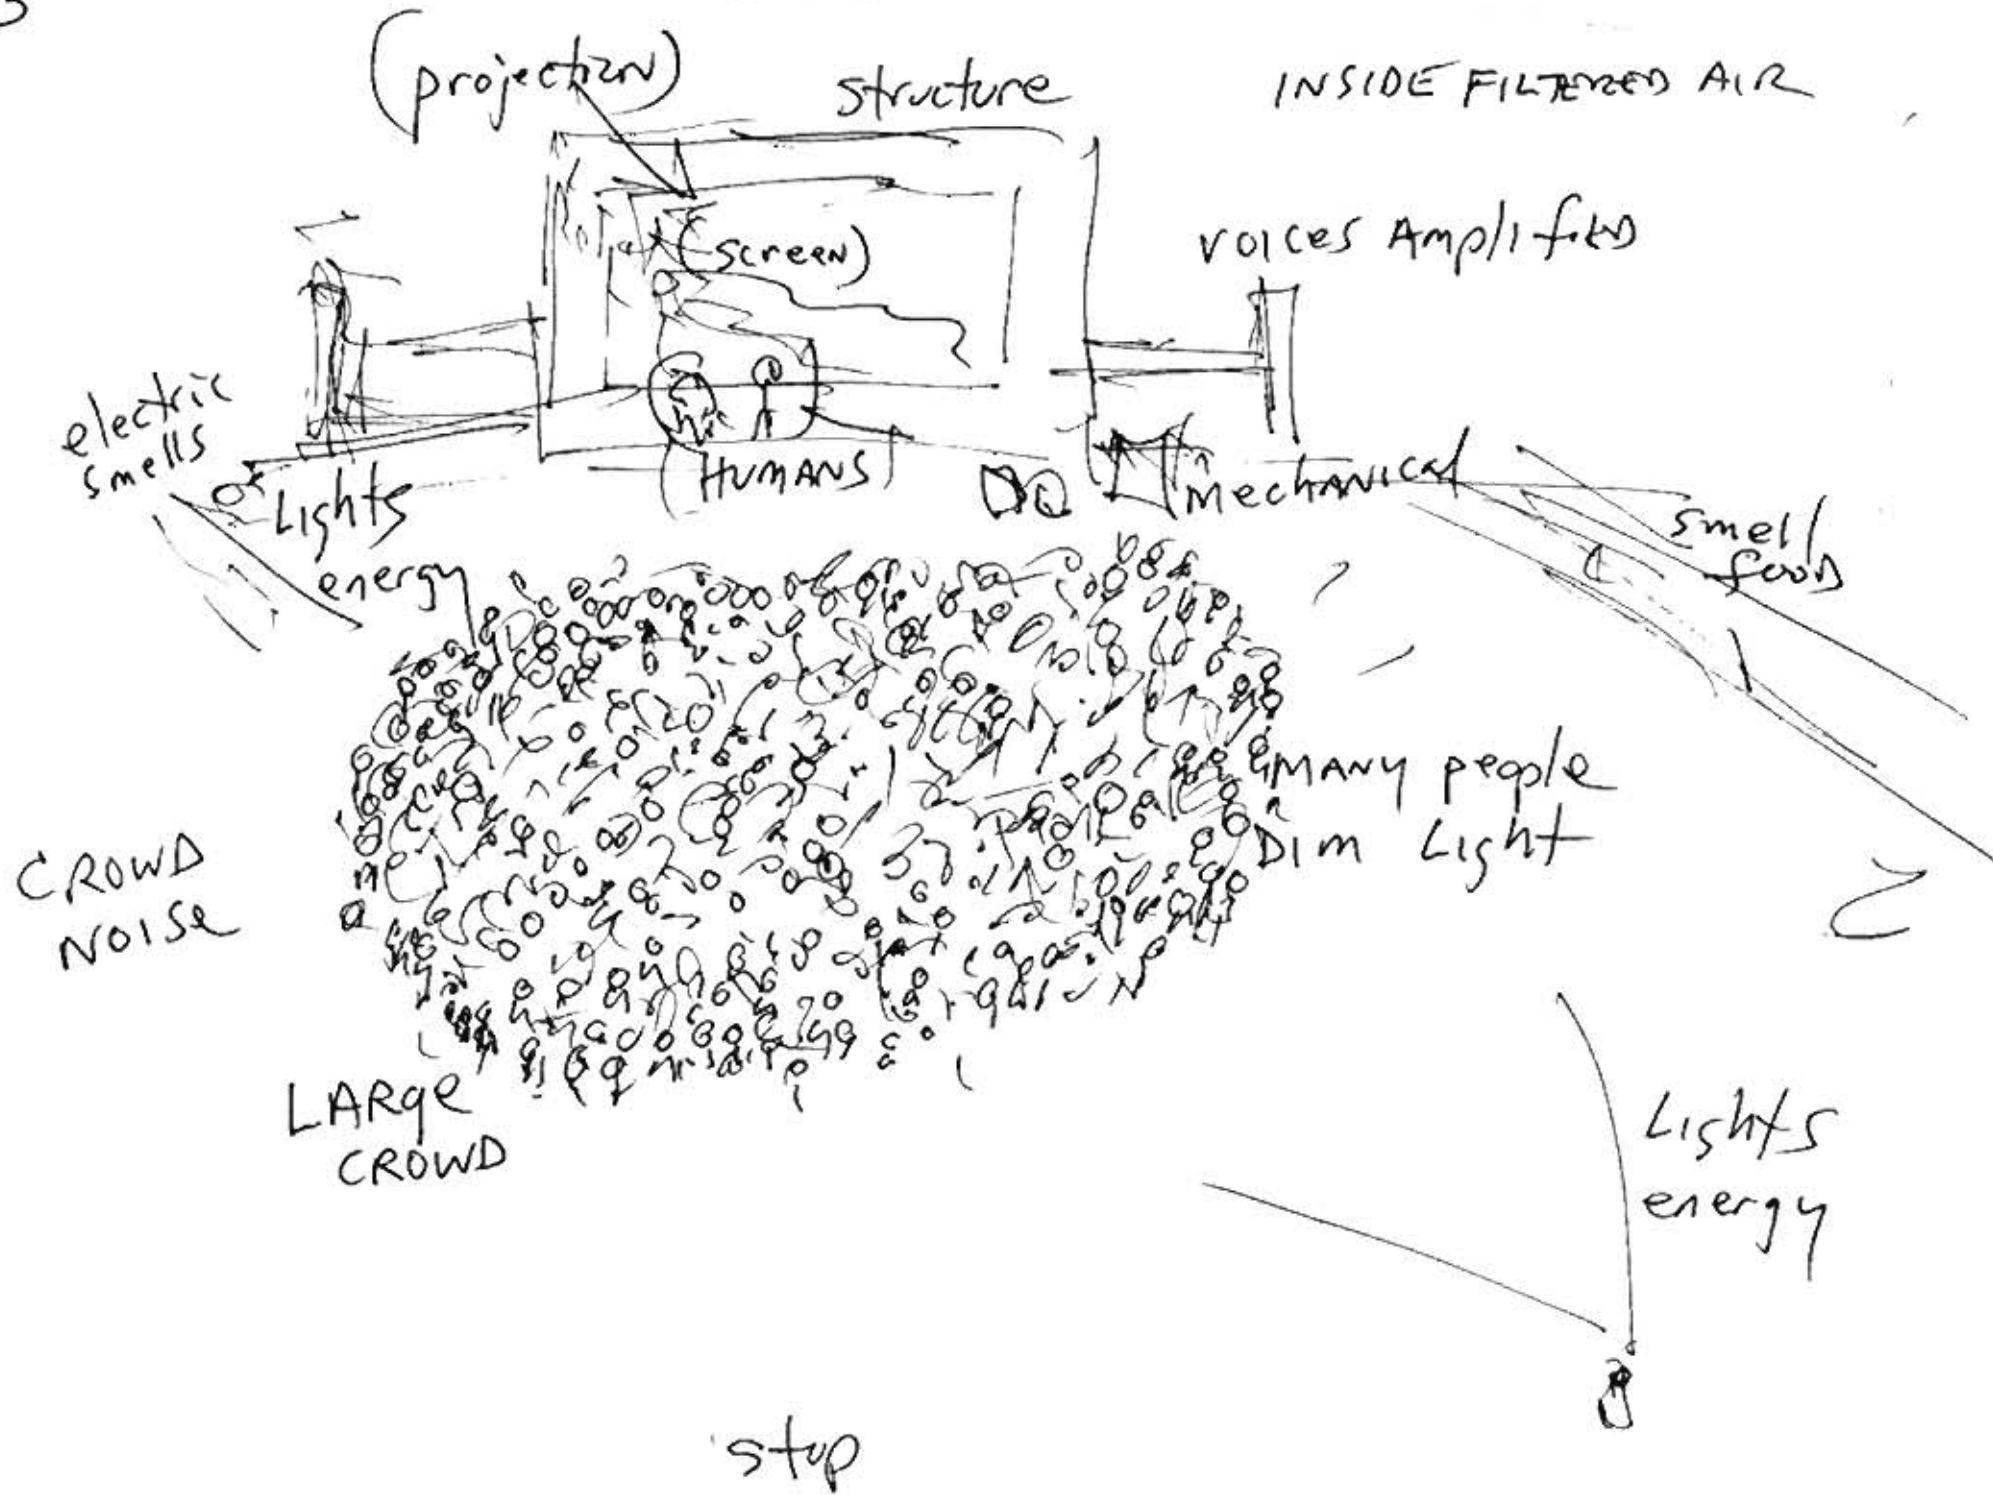 (projection)
structure
INSIDE FILTERED AIR
(screen)
VOICES AMPlified
electric
smells
Lights
energy
(HUMANS)
MECHANICAL
smell
food
MANY people
Dim Light
CROWD
NOISe
LARge
CROWD
Lights
energy
stop